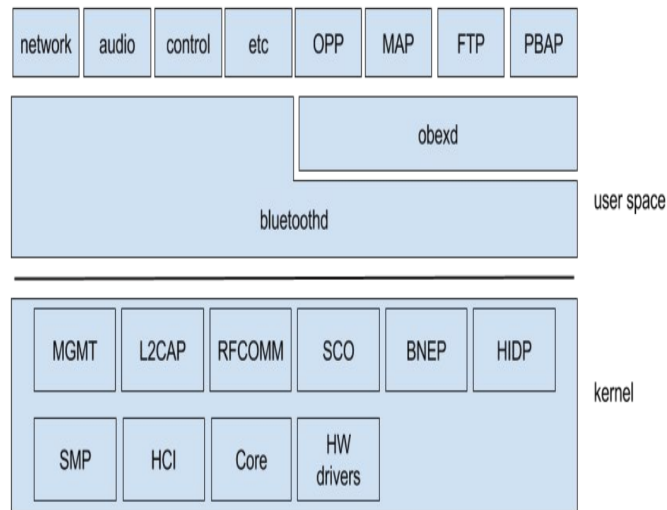 network audio control etc OPP MAP FTP PBAP
obexd
user space
bluetoothd
MGMT L2CAP RFCOMM SCO BNEP HIDP
kernel
SMP HCI Core HW
drivers